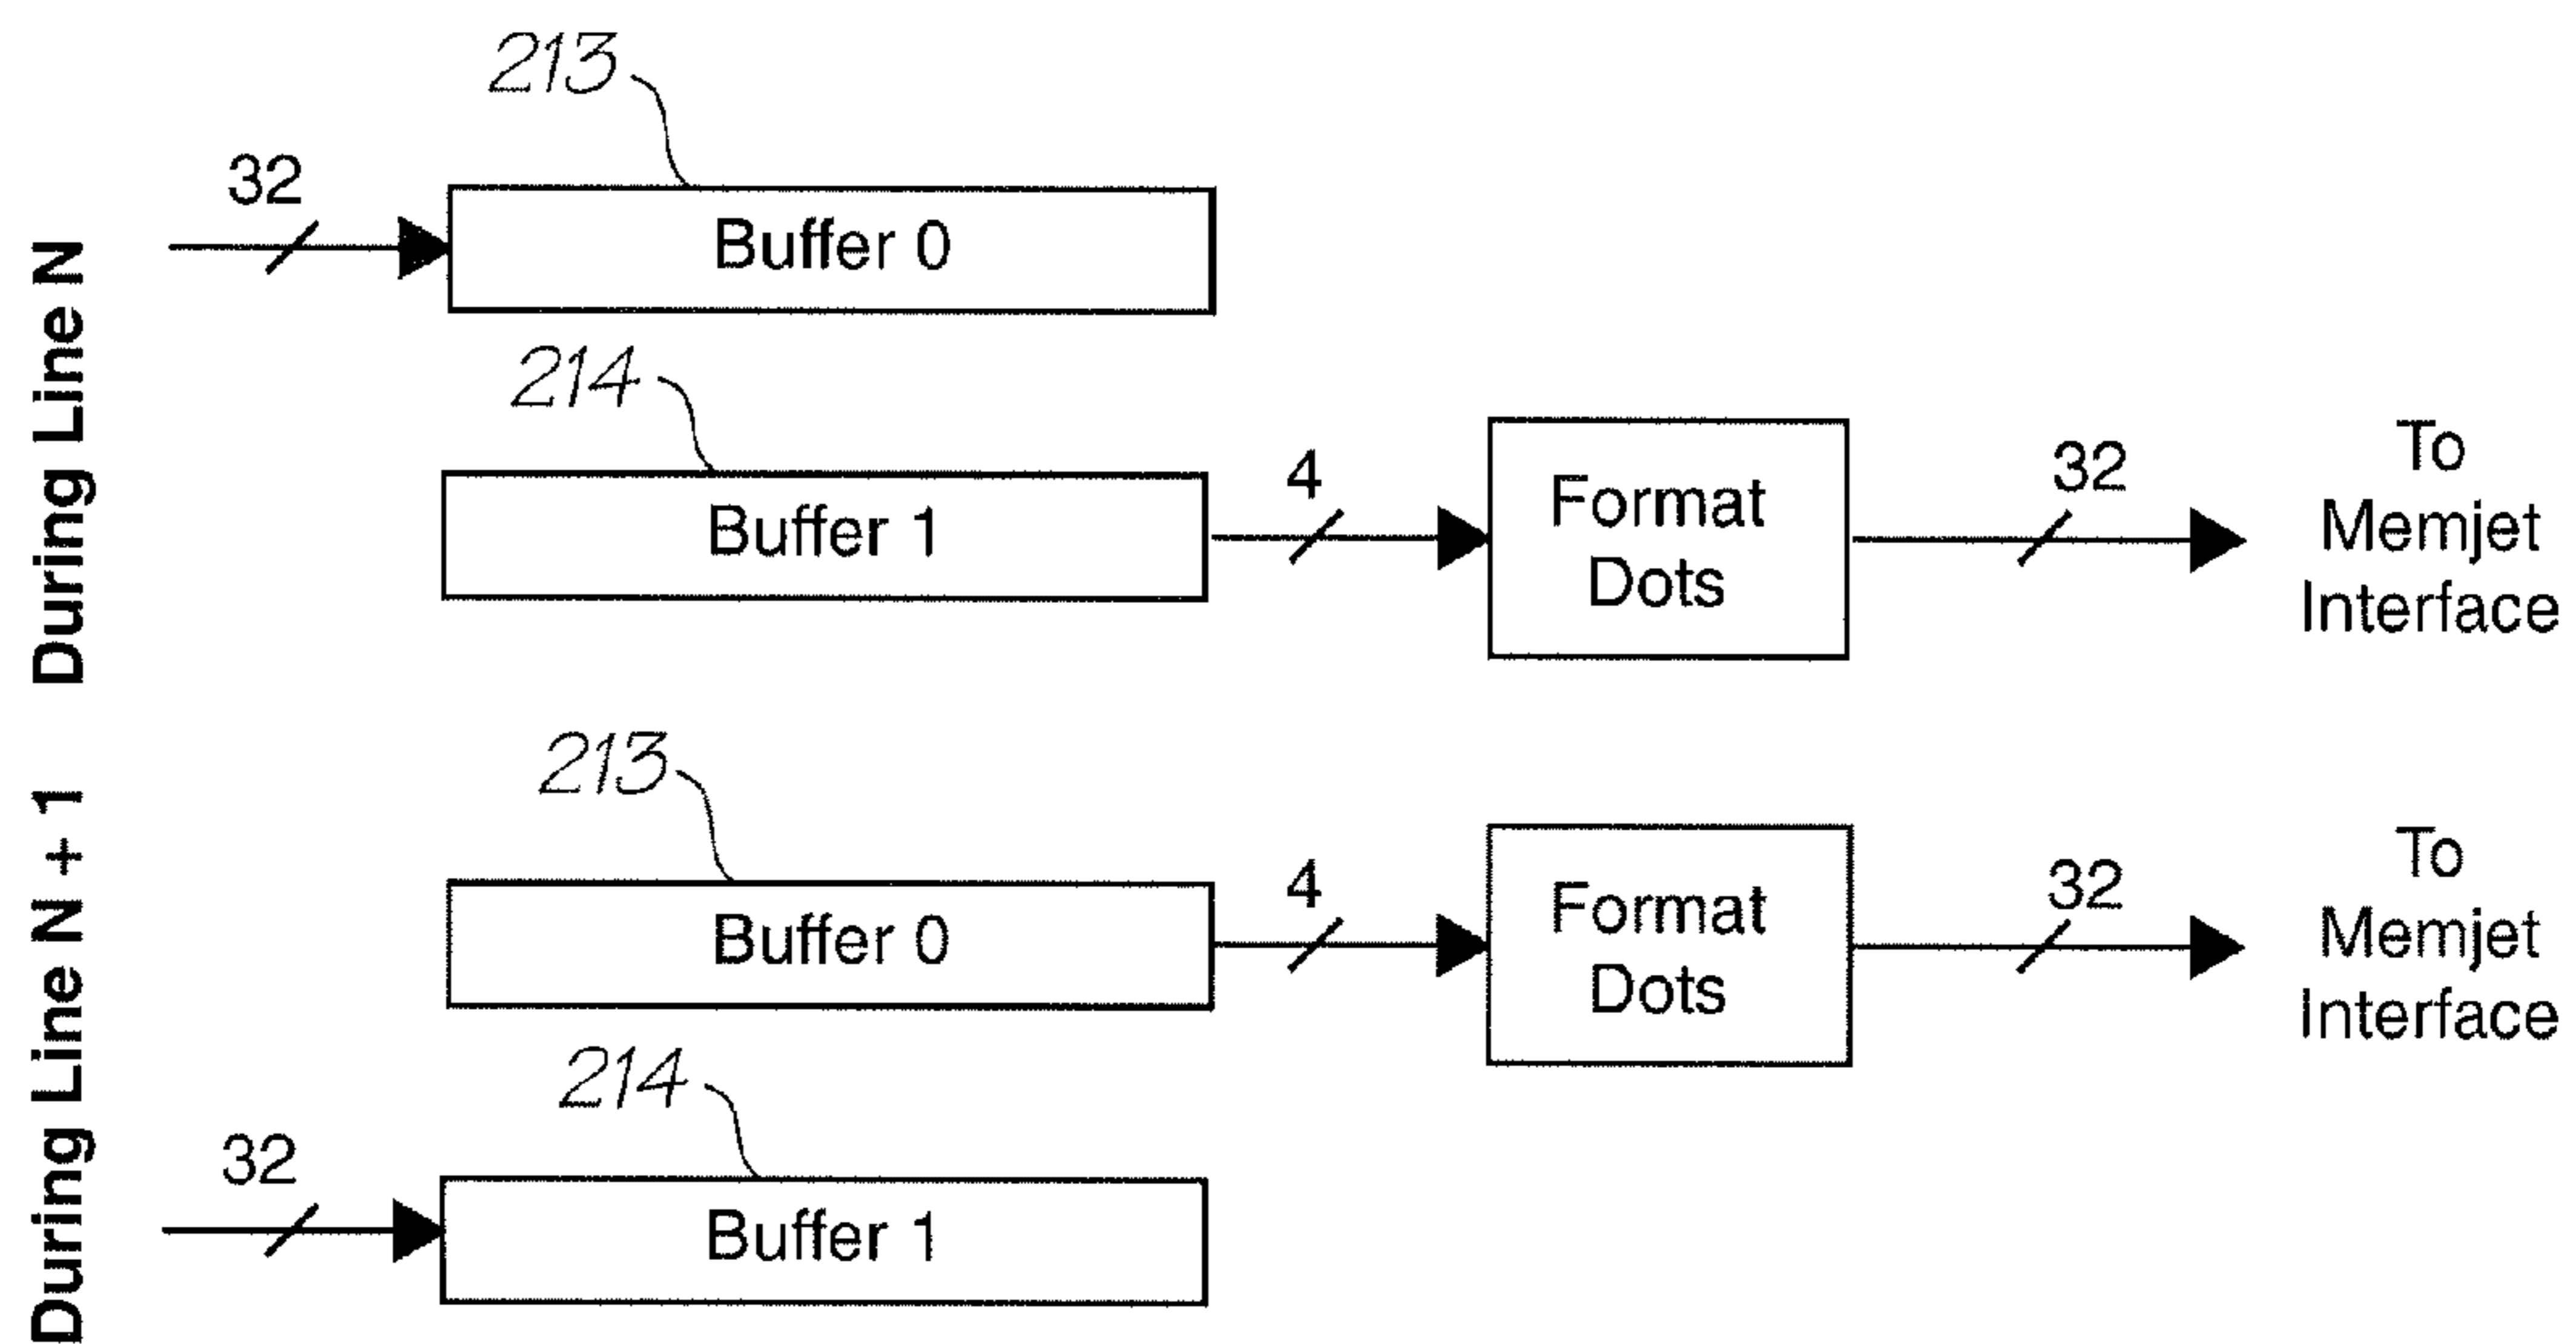 During Line N
213
32
Buffer 0
214
Buffer 1
4
Format
Dots
32
To
Memjet
Interface
During Line N + 1
213
Buffer 0
4
Format
Dots
32
To
Memjet
Interface
214
32
Buffer 1